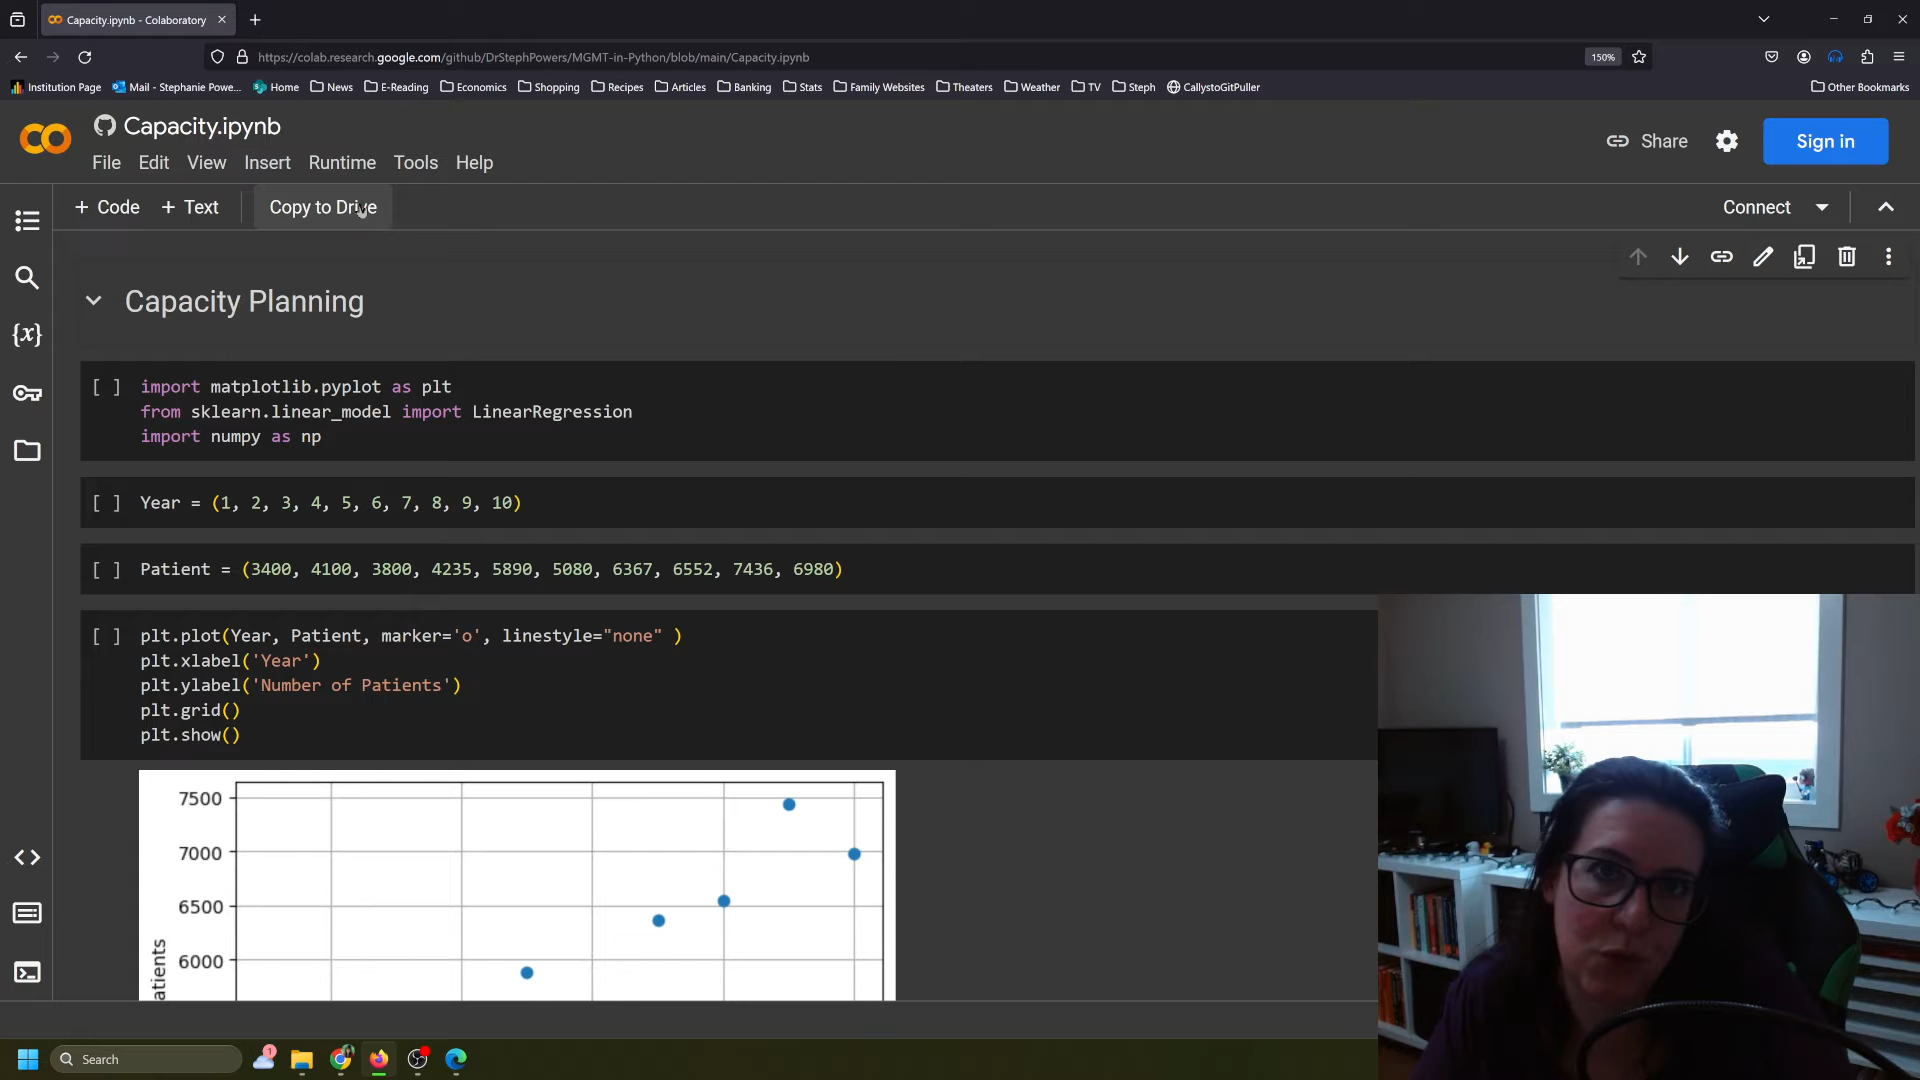 Capacity.ipynb - Colaboratory
https://colab.research.google.com/github/DrStephPowers/MGMT-in-Python/blob/main/Capacity.ipynb
150%
Institution Page
Mail - Stephanie Powe...
Home
News
E-Reading
Economics
Shopping
Recipes
Articles
Banking
Stats
Family Websites
Theaters
Weather
TV
Steph
CallystoGitPuller
Other Bookmarks
Capacity.ipynb
File Edit View Insert Runtime Tools Help
Share
Sign in
+ Code + Text
Copy to Drive
Connect
{x}
Capacity Planning
[ ] import matplotlib.pyplot as plt
from sklearn.linear_model import LinearRegression
import numpy as np
[ ] Year = (1, 2, 3, 4, 5, 6, 7, 8, 9, 10)
[ ] Patient = (3400, 4100, 3800, 4235, 5890, 5080, 6367, 6552, 7436, 6980)
[ ] plt.plot(Year, Patient, marker='o', linestyle="none" )
plt.xlabel('Year')
plt.ylabel('Number of Patients')
plt.grid()
plt.show()
7500
7000
6500
6000
atients
Search
1